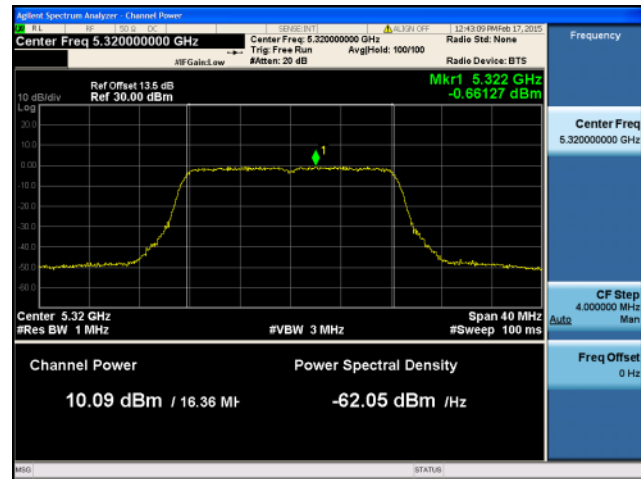 Agilent Spectrum Analyzer - Channel Power
RL RF 50 Ω DC SENSE:INT ALIGN OFF 12:43:09 PM Feb 17, 2015
Center Freq 5.320000000 GHz
Center Freq: 5.320000000 GHz
Radio Std: None
Trig: Free Run Avg|Hold: 100/100
#IFGain:Low #Atten: 20 dB Radio Device: BTS
Ref Offset 13.5 dB
10 dB/div Ref 30.00 dBm
Mkr1 5.322 GHz
-0.66127 dBm
Log
20.0
10.0
0.00
-10.0
-20.0
-30.0
-40.0
-50.0
-60.0
1
Center 5.32 GHz Span 40 MHz
#Res BW 1 MHz #VBW 3 MHz #Sweep 100 ms
Channel Power Power Spectral Density
10.09 dBm / 16.36 MH -62.05 dBm /Hz
MSG STATUS
Frequency
Center Freq
5.320000000 GHz
CF Step
4.000000 MHz
Auto Man
Freq Offset
0 Hz